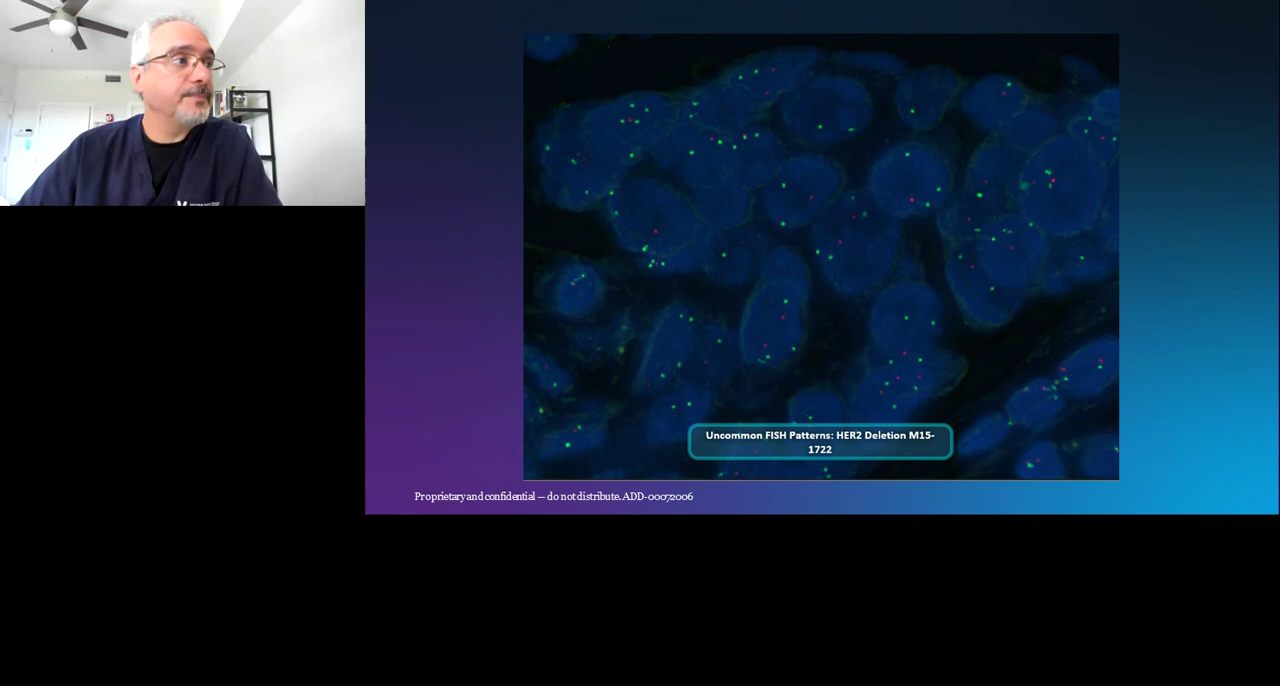 Uncommon FISH Patterns: HER2 Deletion M15-
1722
Proprietary and confidential — do not distribute. ADD-00072006